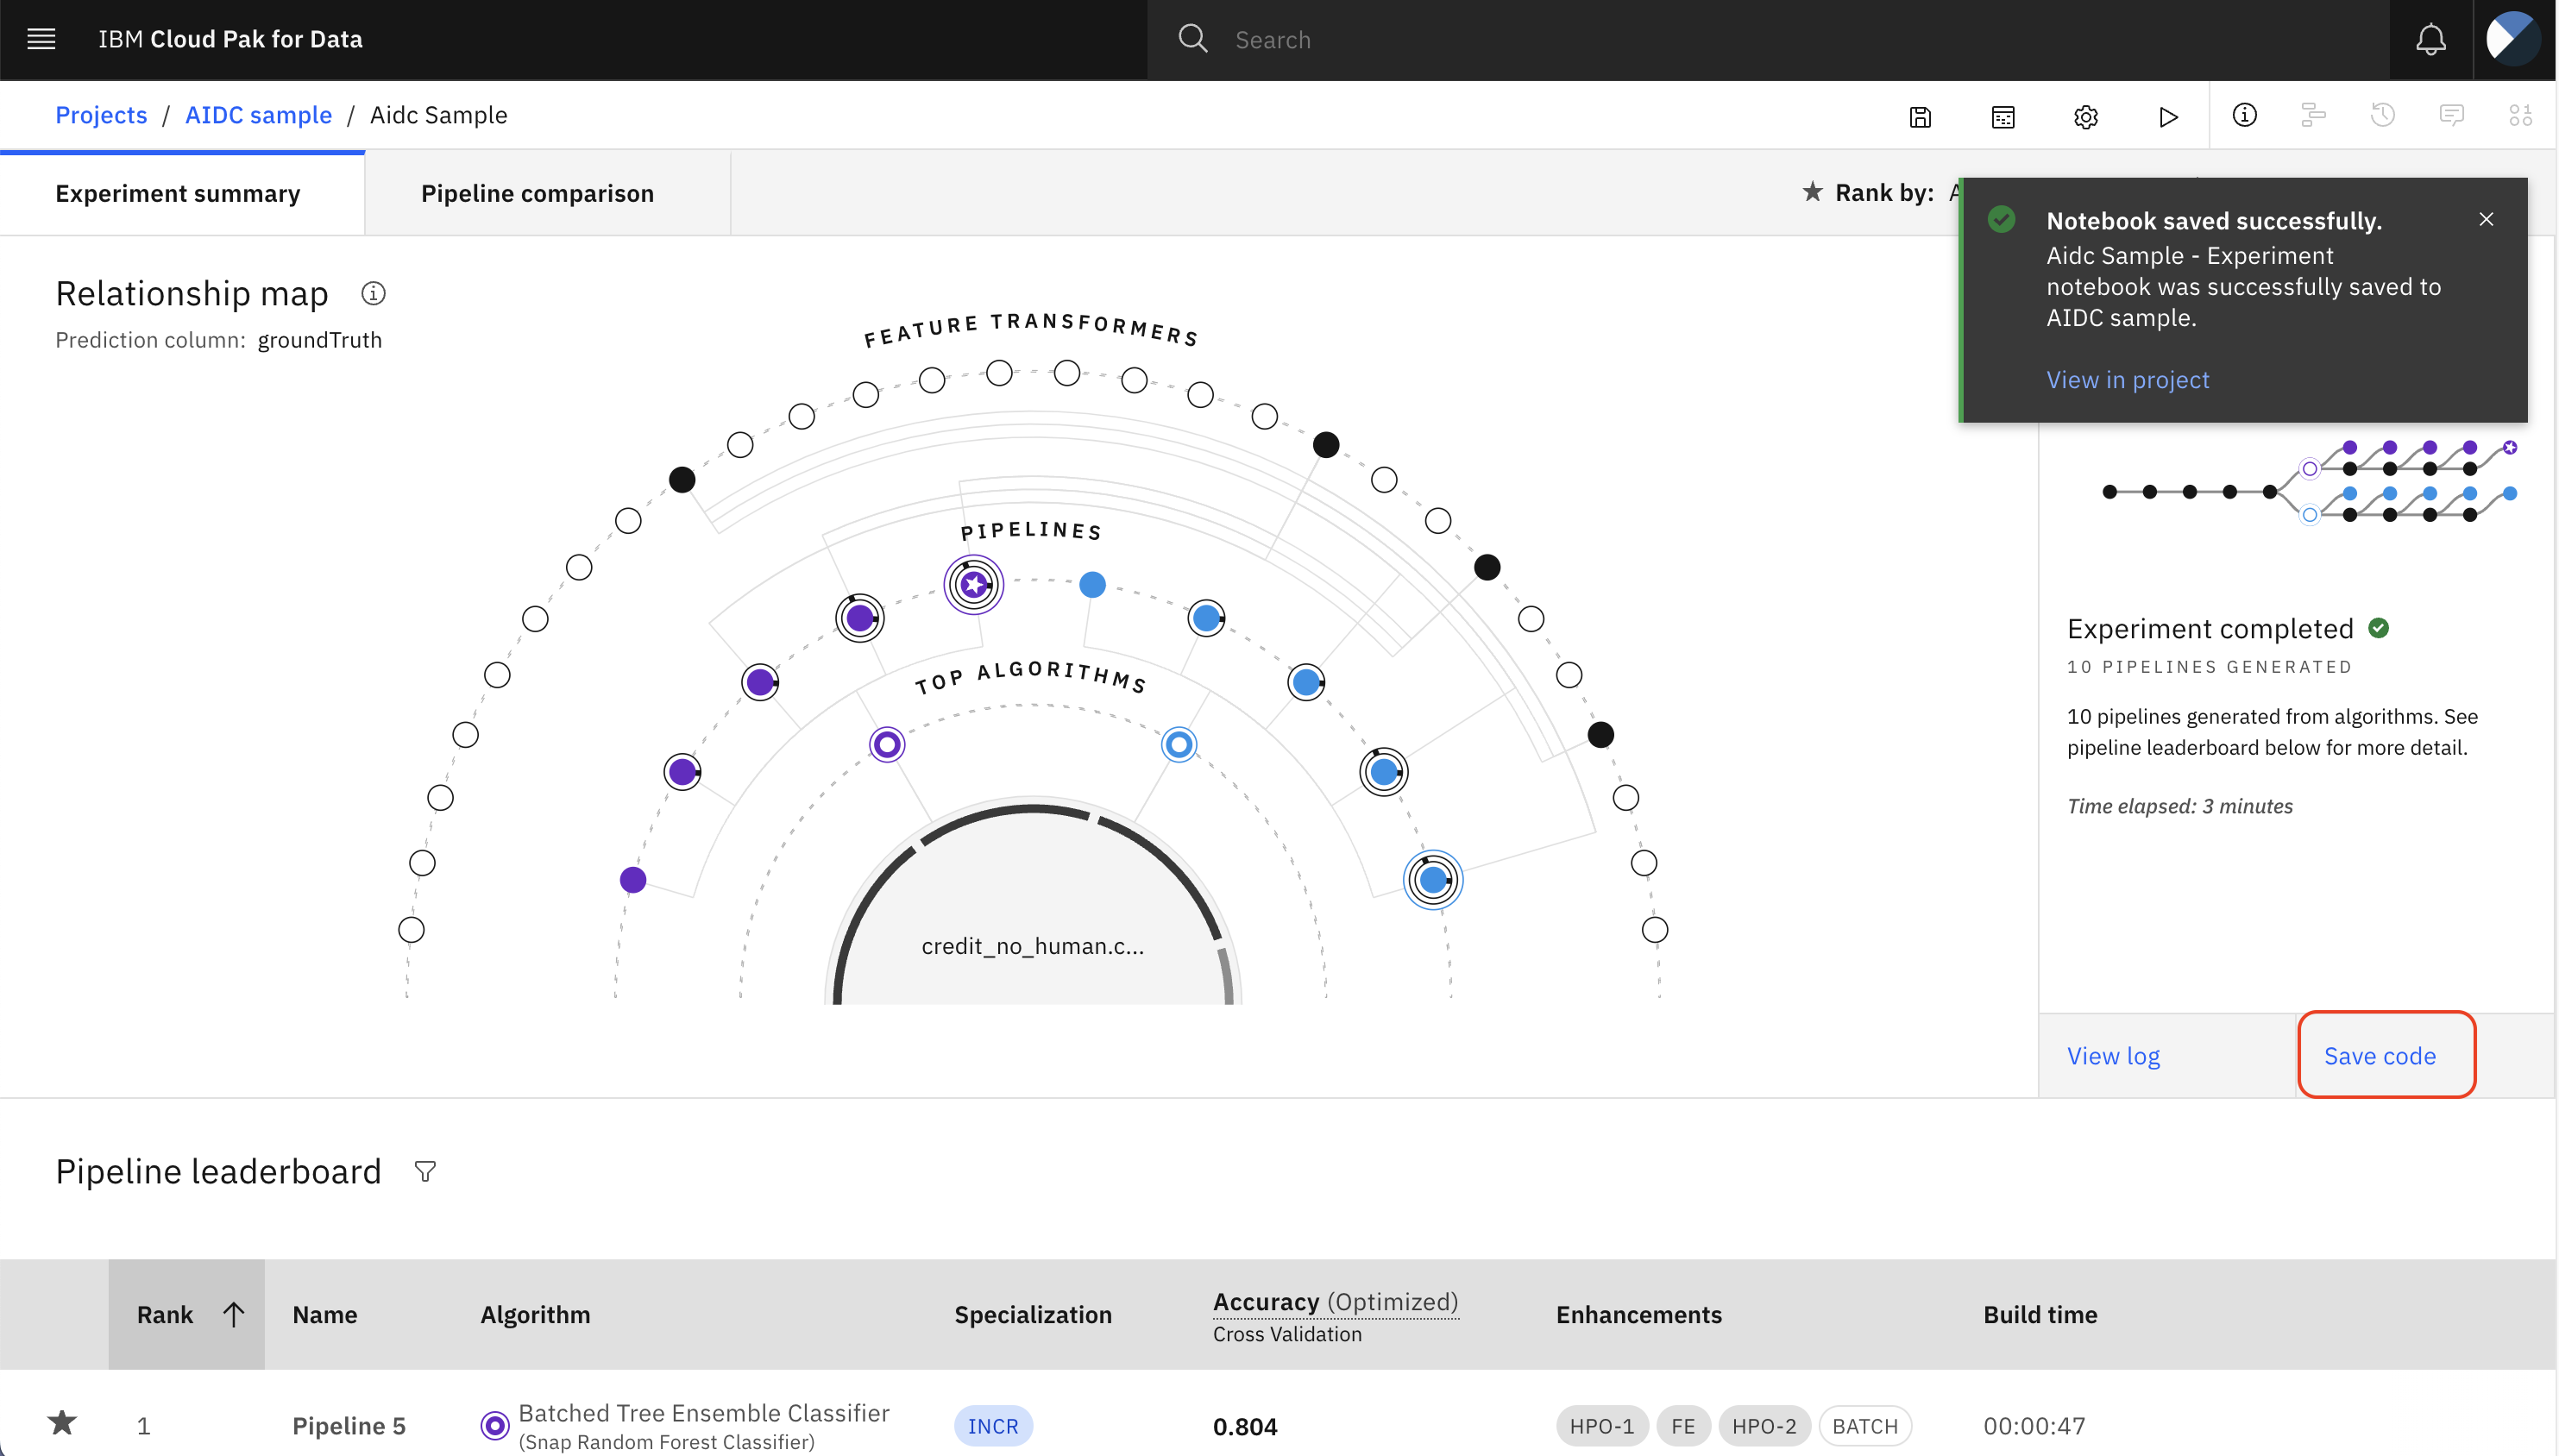 IBM Cloud Pak for Data
Search
Projects / AIDC sample / Aidc Sample
Experiment summary
Pipeline comparison
Rank by:
Notebook saved successfully.
Aidc Sample - Experiment
notebook was successfully saved to
AIDC sample.
View in project
Relationship map
Prediction column: groundTruth
FEATURE TRANSFORMERS
PIPELINES
TOP ALGORITHMS
credit_no_human.c...
Experiment completed
10 PIPELINES GENERATED
10 pipelines generated from algorithms. See
pipeline leaderboard below for more detail.
Time elapsed: 3 minutes
View log
Save code
Pipeline leaderboard
Rank
Name
Algorithm
Specialization
Accuracy (Optimized)
Cross Validation
Enhancements
Build time
1
Pipeline 5
Batched Tree Ensemble Classifier
(Snap Random Forest Classifier)
INCR
0.804
HPO-1
FE
HPO-2
BATCH
00:00:47